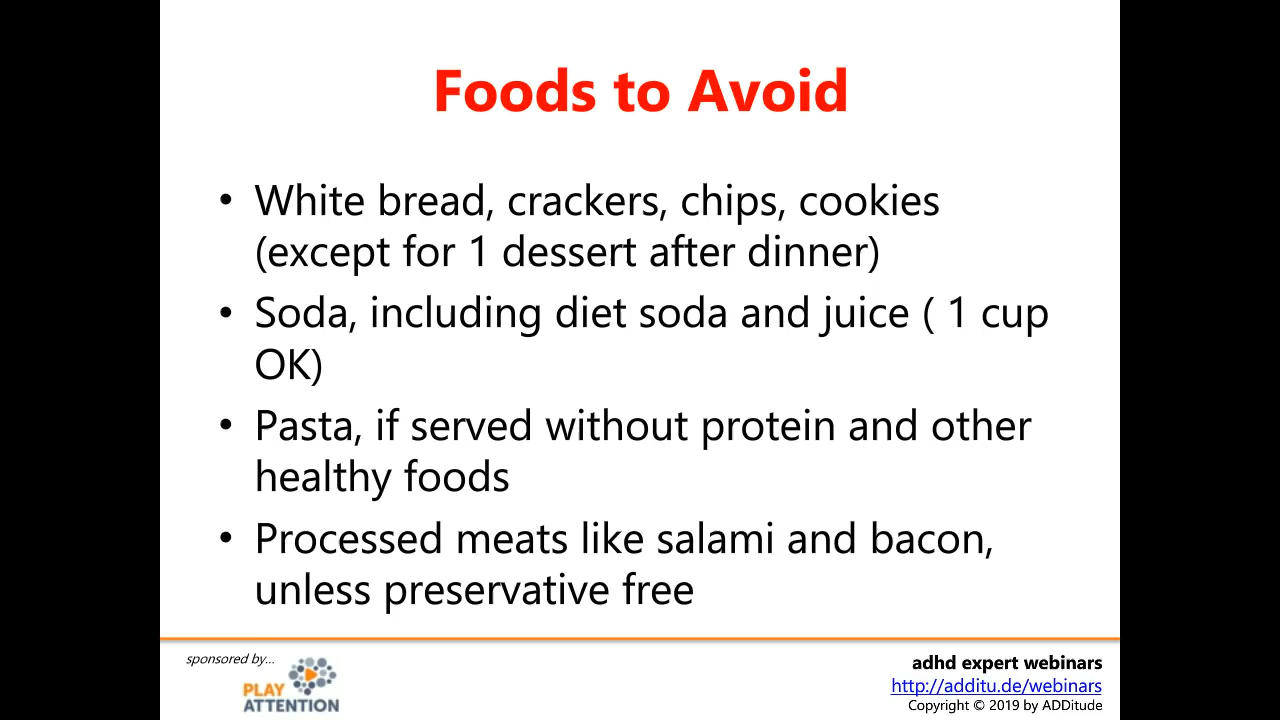 Foods to Avoid
• White bread, crackers, chips, cookies
(except for 1 dessert after dinner)
• Soda, including diet soda and juice ( 1 cup
OK)
• Pasta, if served without protein and other
healthy foods
• Processed meats like salami and bacon,
unless preservative free
sponsored by...
PLAY
ATTENTION
adhd expert webinars
http://additu.de/webinars
Copyright © 2019 by ADDitude